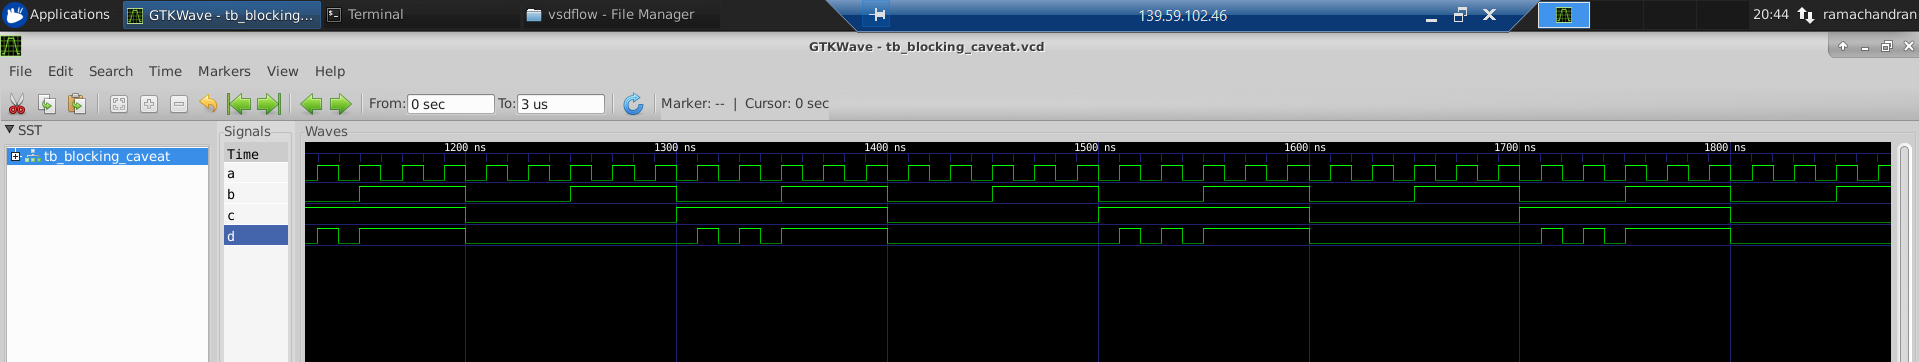 Applications GTKWave - tb_blocking... Terminal vsdflow - File Manager 139.59.102.46 20:44 ramachandran
GTKWave - tb_blocking_caveat.vcd
File Edit Search Time Markers View Help
From: 0 sec To: 3 us Marker: -- | Cursor: 0 sec
SST
tb_blocking_caveat
Signals
Time
a
b
c
d
Waves
1200 ns 1300 ns 1400 ns 1500 ns 1600 ns 1700 ns 1800 ns